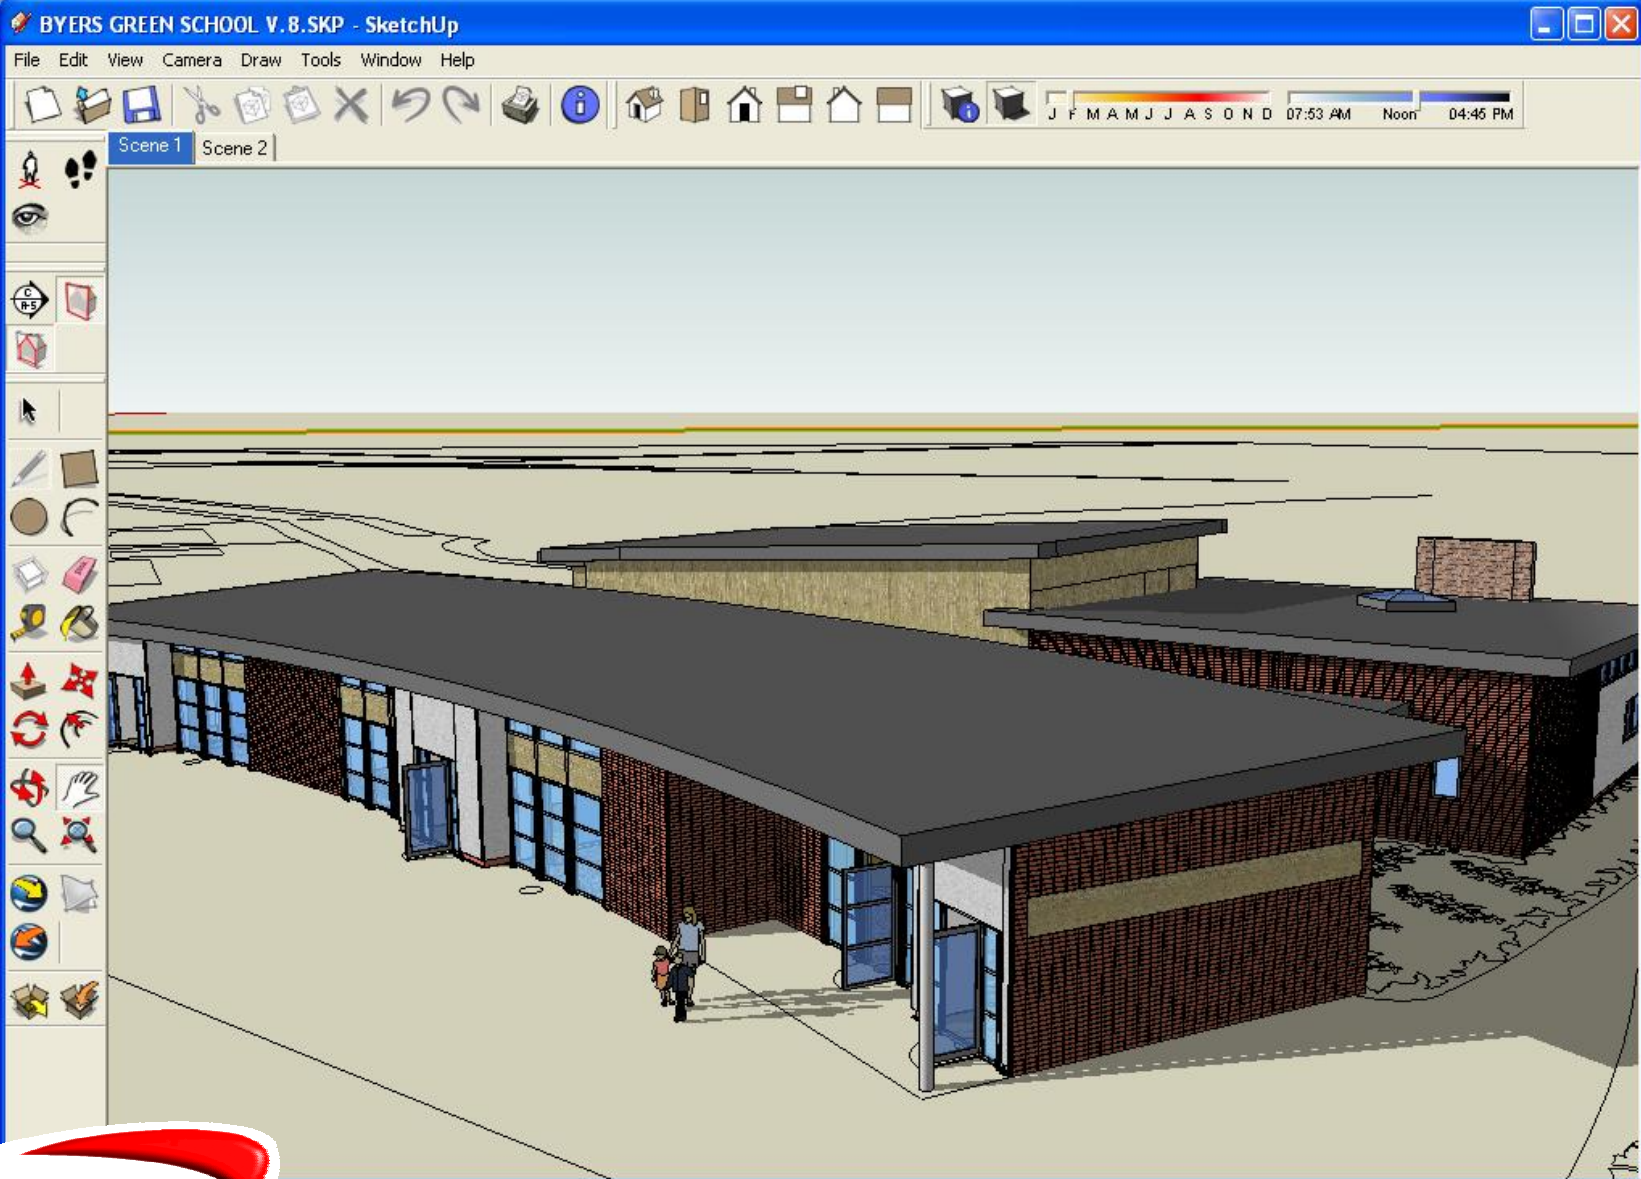 BYERS GREEN SCHOOL V.8.SKP - SketchUp
File Edit View Camera Draw Tools Window Help
J F M A M J J A S O N D 07:53 AM Noon 04:45 PM
Scene 1 Scene 2
C
A-5